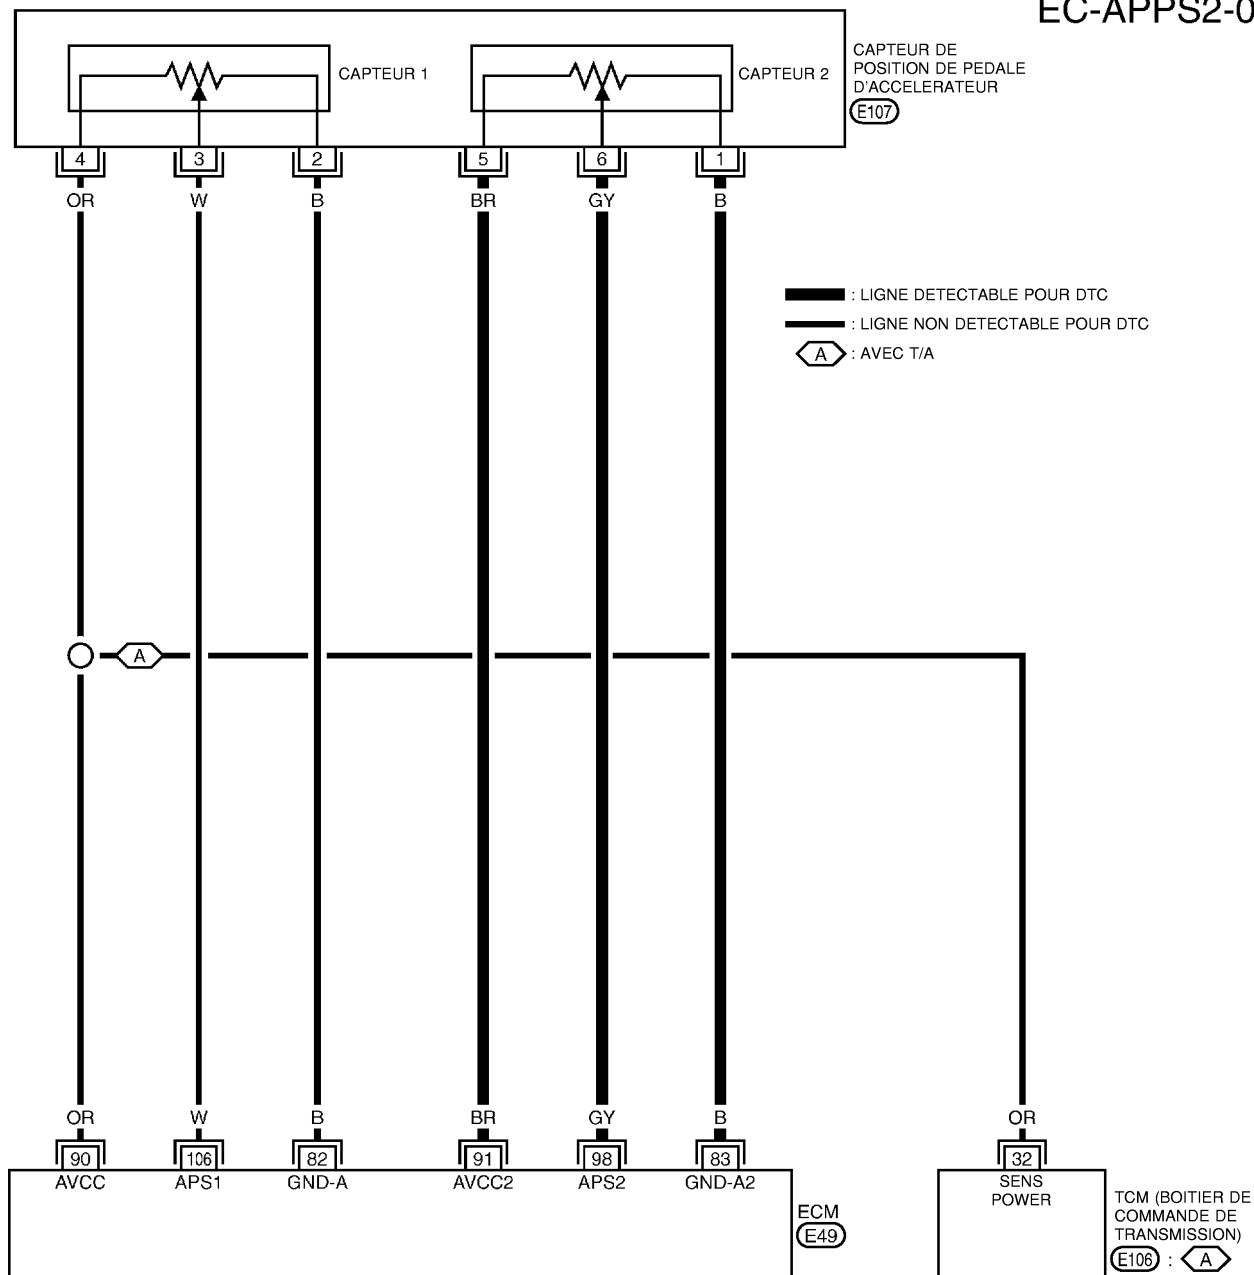 EC-APPS2-0
CAPTEUR 1
CAPTEUR 2
CAPTEUR DE
POSITION DE PEDALE
D'ACCELERATEUR
E107
4 3 2 5 6 1
OR W B BR GY B
: LIGNE DETECTABLE POUR DTC
: LIGNE NON DETECTABLE POUR DTC
A : AVEC T/A
A
OR W B BR GY B OR
90 106 82 91 98 83 32
AVCC APS1 GND-A AVCC2 APS2 GND-A2
SENS
POWER
ECM
E49
TCM (BOITIER DE
COMMANDE DE
TRANSMISSION)
E106 : A